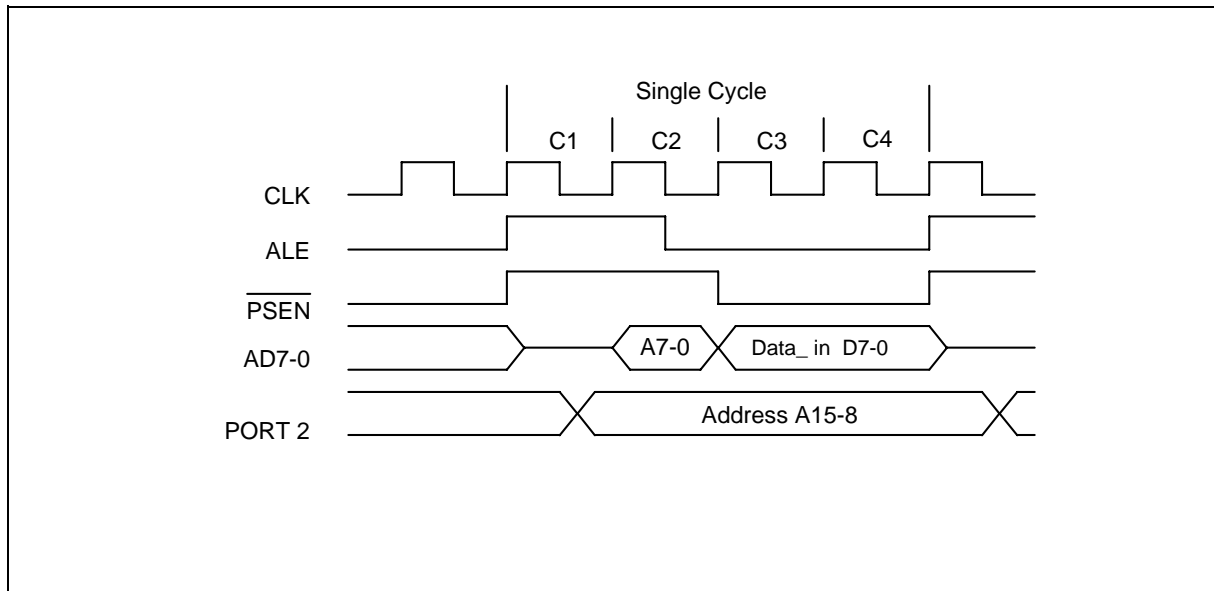 Single Cycle
C1 C2 C3 C4
CLK
ALE
PSEN
AD7-0 A7-0 Data_ in D7-0
PORT 2 Address A15-8